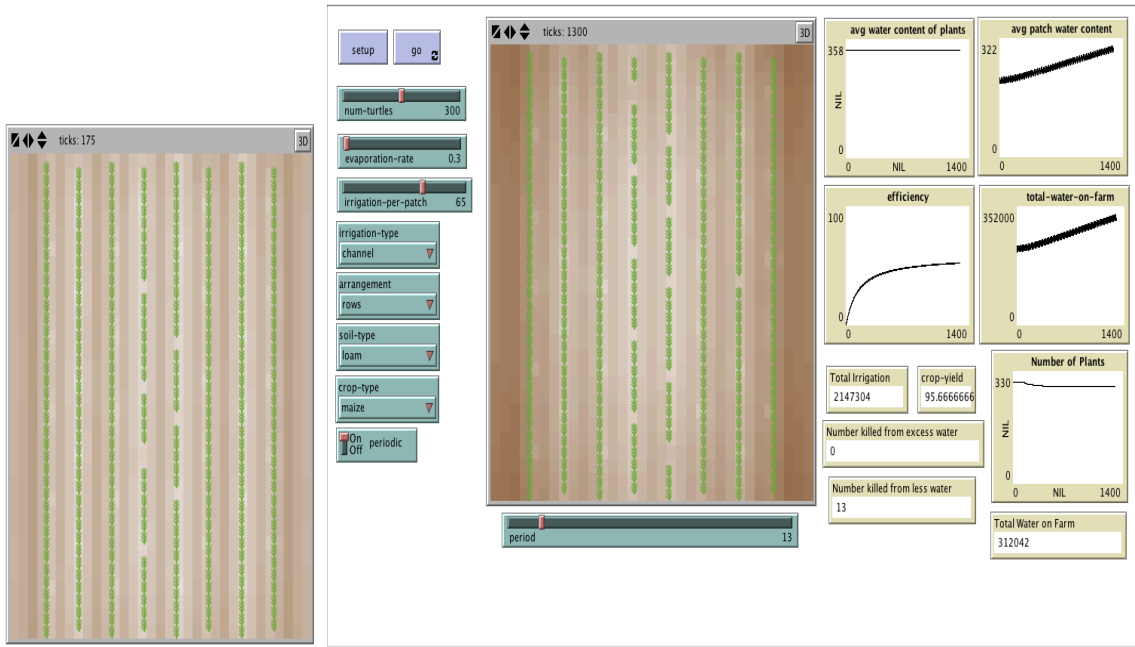 ticks: 175
3D
setup
go
num-turtles 300
evaporation-rate 0.3
irrigation-per-patch 65
irrigation-type
channel
arrangement
rows
soil-type
loam
crop-type
maize
On
Off
periodic
ticks: 1300
3D
period 13
avg water content of plants
358
NIL
0
0 NIL 1400
avg patch water content
322
0
0 1400
efficiency
100
0
0 1400
total-water-on-farm
352000
0
0 1400
Total Irrigation
2147304
crop-yield
95.6666666
Number killed from excess water
0
Number killed from less water
13
Number of Plants
330
NIL
0
0 NIL 1400
Total Water on Farm
312042